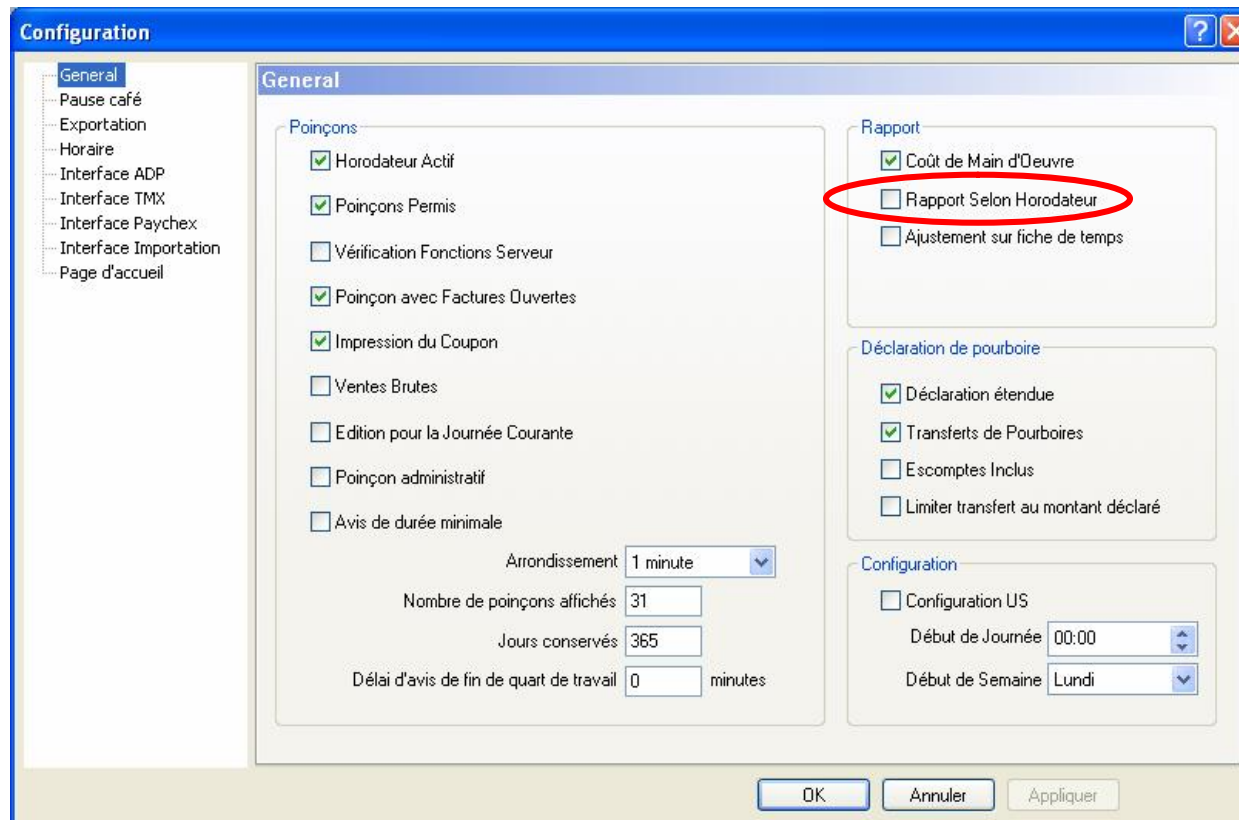 Configuration
General
Pause café
Exportation
Horaire
Interface ADP
Interface TMX
Interface Paychex
Interface Importation
Page d'accueil
General
Poinçons
Horodateur Actif
Poinçons Permis
Vérification Fonctions Serveur
Poinçon avec Factures Ouvertes
Impression du Coupon
Ventes Brutes
Edition pour la Journée Courante
Poinçon administratif
Avis de durée minimale
Arrondissement 1 minute
Nombre de poinçons affichés 31
Jours conservés 365
Délai d'avis de fin de quart de travail 0 minutes
Rapport
Coût de Main d'Oeuvre
Rapport Selon Horodateur
Ajustement sur fiche de temps
Déclaration de pourboire
Déclaration étendue
Transferts de Pourboires
Escomptes Inclus
Limiter transfert au montant déclaré
Configuration
Configuration US
Début de Journée 00:00
Début de Semaine Lundi
OK Annuler Appliquer